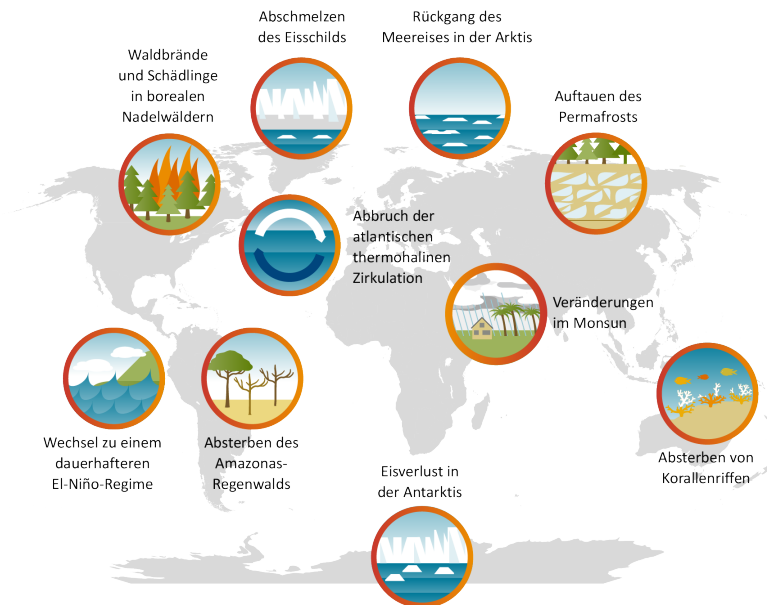 Abschmelzen
des Eisschilds
Rückgang des
Meereises in der Arktis
Waldbrände
und Schädlinge
in borealen
Nadelwäldern
Auftauen des
Permafrosts
Abbruch der
atlantischen
thermohalinen
Zirkulation
Veränderungen
im Monsun
Wechsel zu einem
dauerhafteren
El-Niño-Regime
Absterben des
Amazonas-
Regenwalds
Absterben von
Korallenriffen
Eisverlust in
der Antarktis